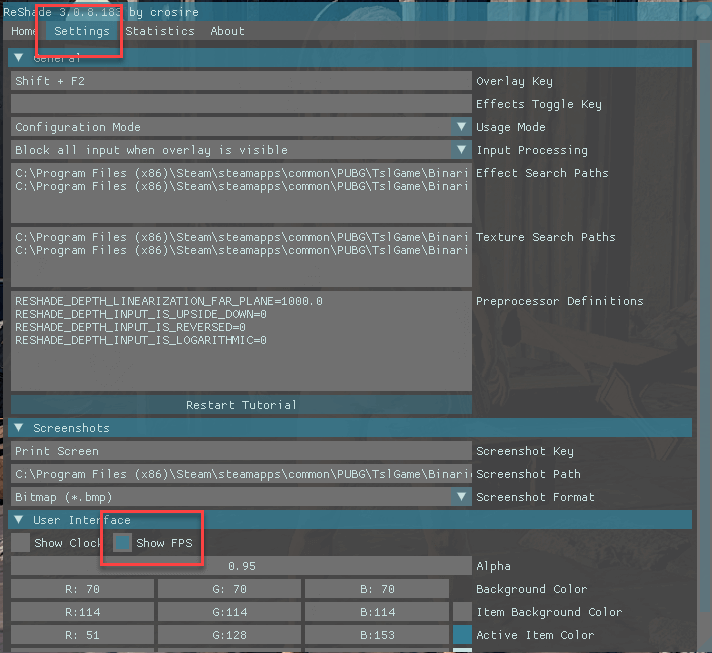 ReShade 3.0.8.183 by crosire
Home Settings Statistics About
General
Shift + F2 Overlay Key
Effects Toggle Key
Configuration Mode Usage Mode
Block all input when overlay is visible Input Processing
C:\Program Files (x86)\Steam\steamapps\common\PUBG\TslGame\Binari Effect Search Paths
C:\Program Files (x86)\Steam\steamapps\common\PUBG\TslGame\Binari
C:\Program Files (x86)\Steam\steamapps\common\PUBG\TslGame\Binari Texture Search Paths
C:\Program Files (x86)\Steam\steamapps\common\PUBG\TslGame\Binari
RESHADE_DEPTH_LINEARIZATION_FAR_PLANE=1000.0 Preprocessor Definitions
RESHADE_DEPTH_INPUT_IS_UPSIDE_DOWN=0
RESHADE_DEPTH_INPUT_IS_REVERSED=0
RESHADE_DEPTH_INPUT_IS_LOGARITHMIC=0
Restart Tutorial
Screenshots
Print Screen Screenshot Key
C:\Program Files (x86)\Steam\steamapps\common\PUBG\TslGame\Binari Screenshot Path
Bitmap (*.bmp) Screenshot Format
User Interface
Show Clock Show FPS
0.95 Alpha
R: 70 G: 70 B: 70 Background Color
R:114 G:114 B:114 Item Background Color
R: 51 G:128 B:153 Active Item Color